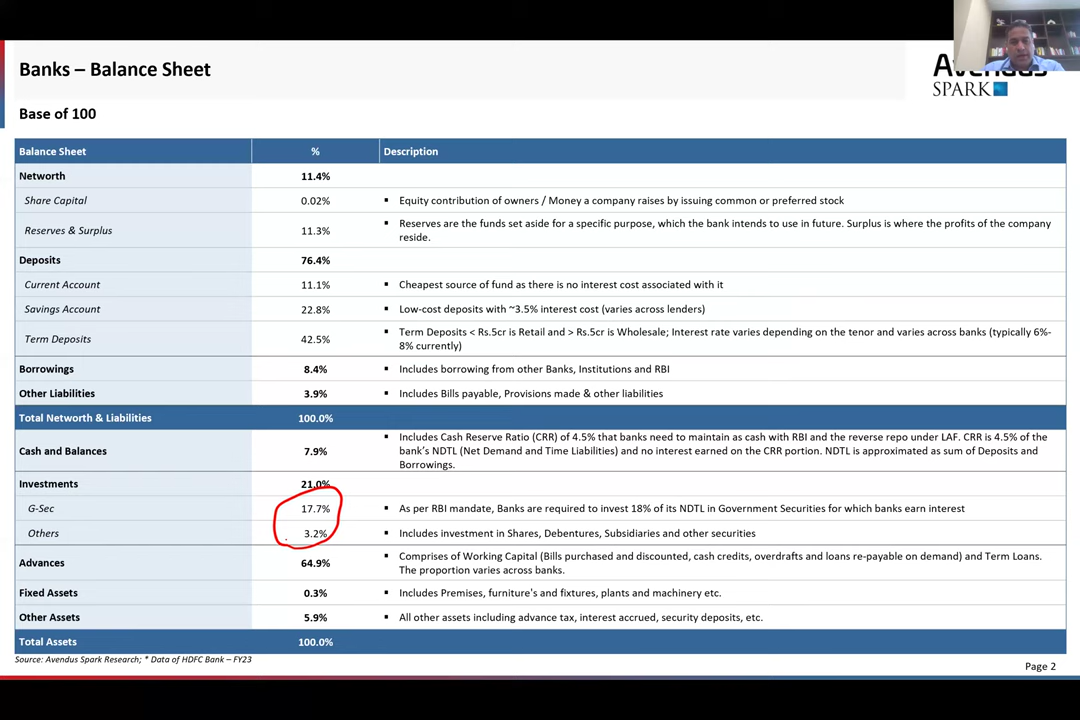 Banks – Balance Sheet
SPARK
Base of 100
Balance Sheet % Description
Networth 11.4%
Share Capital 0.02% ▪ Equity contribution of owners / Money a company raises by issuing common or preferred stock
Reserves & Surplus 11.3% ▪ Reserves are the funds set aside for a specific purpose, which the bank intends to use in future. Surplus is where the profits of the company
reside.
Deposits 76.4%
Current Account 11.1% ▪ Cheapest source of fund as there is no interest cost associated with it
Savings Account 22.8% ▪ Low-cost deposits with ~3.5% interest cost (varies across lenders)
Term Deposits 42.5% ▪ Term Deposits < Rs.5cr is Retail and > Rs.5cr is Wholesale; Interest rate varies depending on the tenor and varies across banks (typically 6%-
8% currently)
Borrowings 8.4% ▪ Includes borrowing from other Banks, Institutions and RBI
Other Liabilities 3.9% ▪ Includes Bills payable, Provisions made & other liabilities
Total Networth & Liabilities 100.0%
Cash and Balances 7.9% ▪ Includes Cash Reserve Ratio (CRR) of 4.5% that banks need to maintain as cash with RBI and the reverse repo under LAF. CRR is 4.5% of the
bank's NDTL (Net Demand and Time Liabilities) and no interest earned on the CRR portion. NDTL is approximated as sum of Deposits and
Borrowings.
Investments 21.0%
G-Sec 17.7% ▪ As per RBI mandate, Banks are required to invest 18% of its NDTL in Government Securities for which banks earn interest
Others 3.2% ▪ Includes investment in Shares, Debentures, Subsidiaries and other securities
Advances 64.9% ▪ Comprises of Working Capital (Bills purchased and discounted, cash credits, overdrafts and loans re-payable on demand) and Term Loans.
The proportion varies across banks.
Fixed Assets 0.3% ▪ Includes Premises, furniture's and fixtures, plants and machinery etc.
Other Assets 5.9% ▪ All other assets including advance tax, interest accrued, security deposits, etc.
Total Assets 100.0%
Source: Avendus Spark Research; * Data of HDFC Bank – FY23
Page 2